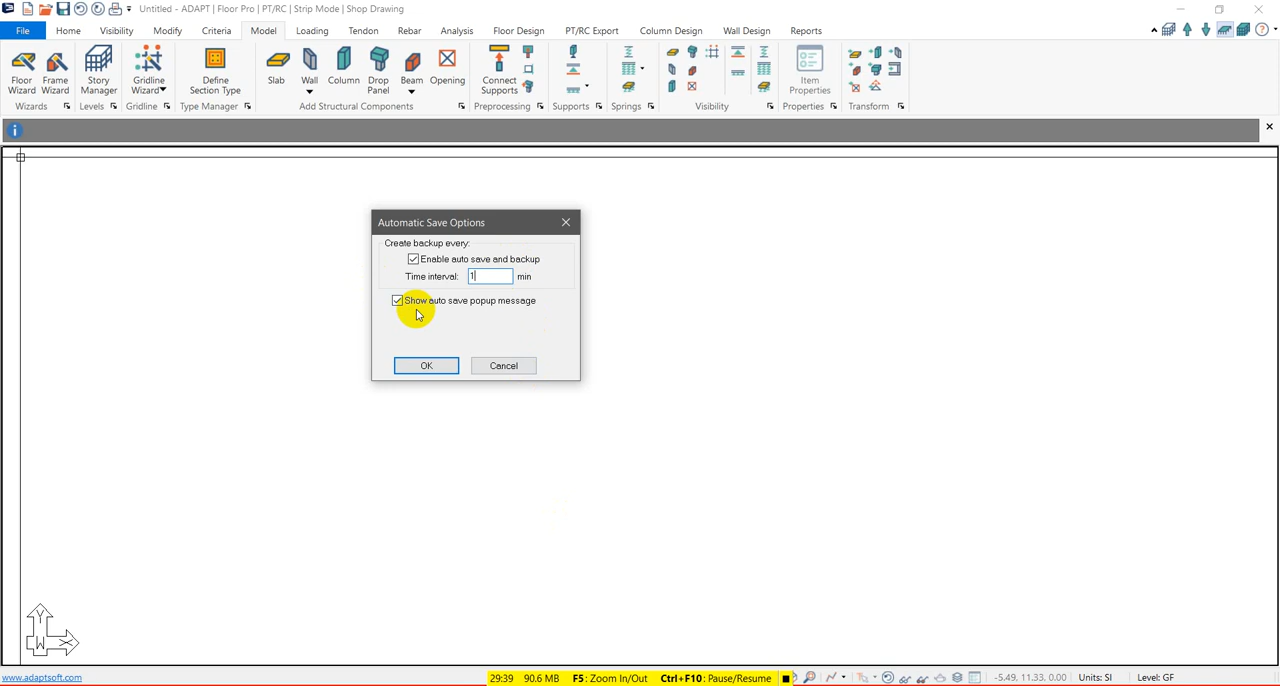 Untitled - ADAPT | Floor Pro | PT/RC | Strip Mode | Shop Drawing
File Home Visibility Modify Criteria Model Loading Tendon Rebar Analysis Floor Design PT/RC Export Column Design Wall Design Reports
Floor Wizard
Frame Wizard
Story Manager
Gridline Wizard
Define Section Type
Slab
Wall
Column
Drop Panel
Beam
Opening
Connect Supports
Item Properties
Wizards Levels Gridline Type Manager Add Structural Components Preprocessing Supports Springs Visibility Properties Transform
Automatic Save Options
Create backup every:
Enable auto save and backup
Time interval: 1 min
Show auto save popup message
OK Cancel
Y
W X
www.adaptsoft.com
29:39 90.6 MB F5: Zoom In/Out Ctrl+F10: Pause/Resume
-5.49, 11.33, 0.00 Units: SI Level: GF